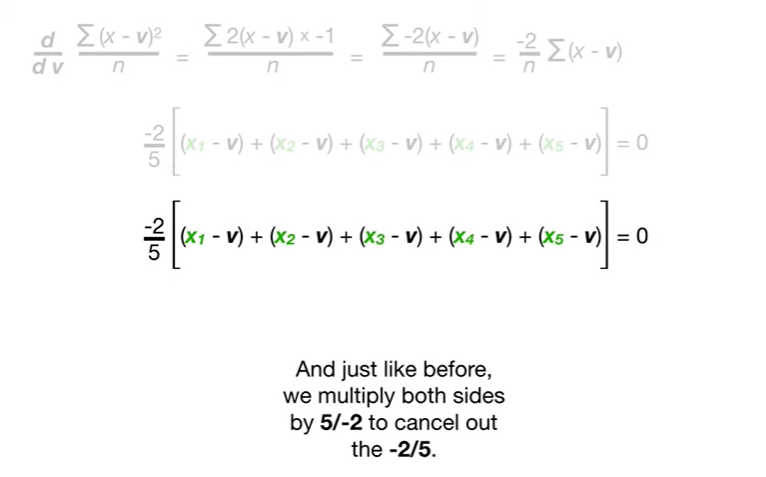 d/dv Σ(x - v)²/n = Σ2(x - v) × -1/n = Σ-2(x - v)/n = -2/n Σ(x - v)
-2/5 [(x₁ - v) + (x₂ - v) + (x₃ - v) + (x₄ - v) + (x₅ - v)] = 0
-2/5 [(x₁ - v) + (x₂ - v) + (x₃ - v) + (x₄ - v) + (x₅ - v)] = 0
And just like before,
we multiply both sides
by 5/-2 to cancel out
the -2/5.